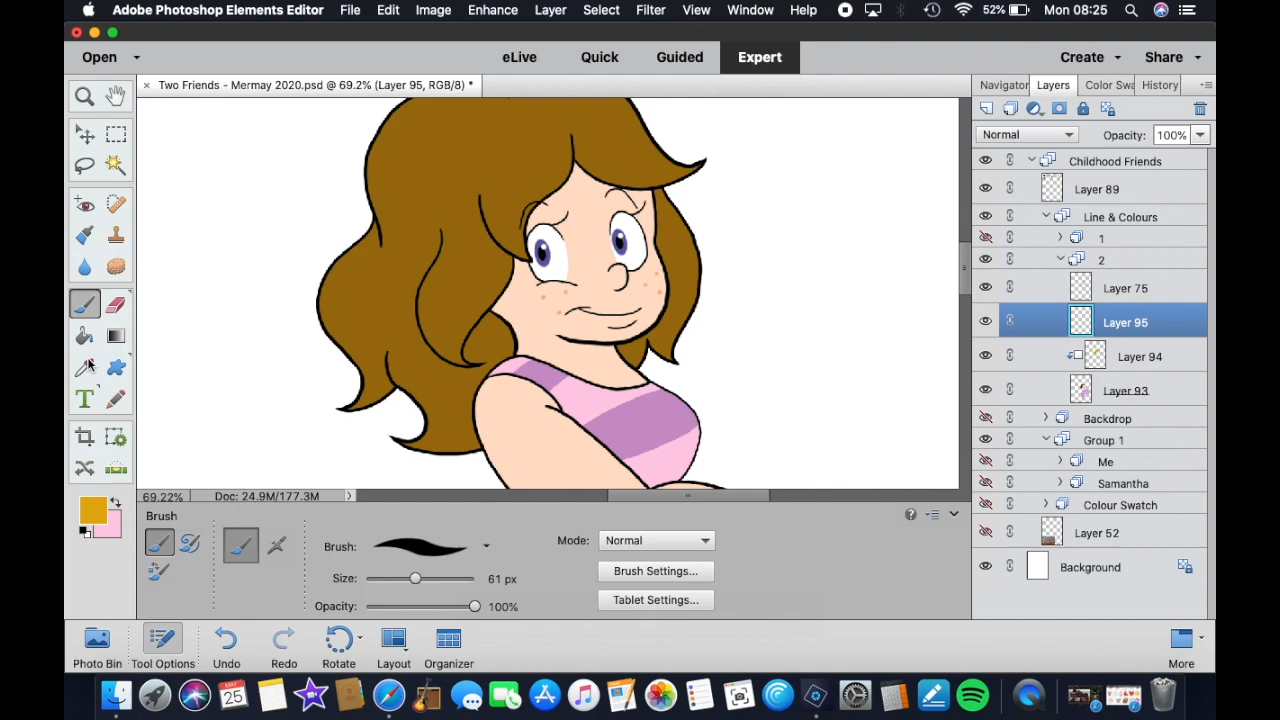 Adobe Photoshop Elements Editor File Edit Image Enhance Layer Select Filter View Window Help 52% Mon 08:25
Open eLive Quick Guided Expert Create Share
× Two Friends - Mermay 2020.psd @ 69.2% (Layer 95, RGB/8) * Navigator Layers Color Swa History
Normal Opacity: 100%
Childhood Friends
Layer 89
Line & Colours
1
2
Layer 75
Layer 95
Layer 94
Layer 93
Backdrop
Group 1
Me
Samantha
Colour Swatch
Layer 52
Background
69.22% Doc: 24.9M/177.3M
Brush
Brush: Mode: Normal
Size: 61 px Brush Settings...
Opacity: 100% Tablet Settings...
Photo Bin Tool Options Undo Redo Rotate Layout Organizer More
25